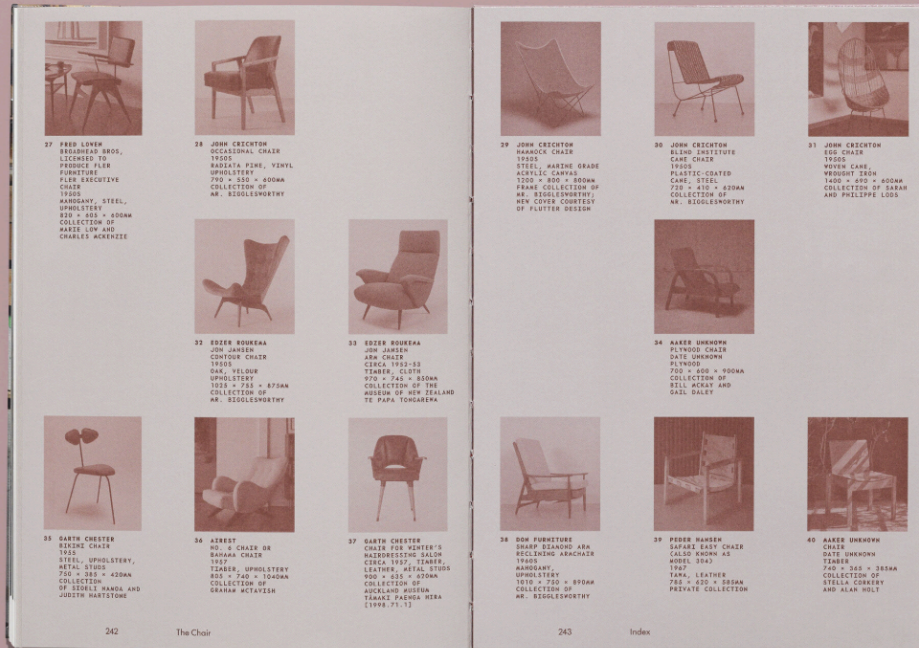 27 FRED LOWEN
BROADHEAD BROS,
LICENSED TO
PRODUCE FLER
FURNITURE
FLER EXECUTIVE
CHAIR
1950S
MAHOGANY, STEEL,
UPHOLSTERY
820 × 605 × 600MM
COLLECTION OF
MARIE LOW AND
CHARLES MCKENZIE
28 JOHN CRICHTON
OCCASIONAL CHAIR
1950S
RADIATA PINE, VINYL
UPHOLSTERY
790 × 550 × 600MM
COLLECTION OF
MR. BIGGLESWORTHY
29 JOHN CRICHTON
HAMMOCK CHAIR
1950S
STEEL, MARINE GRADE
ACRYLIC CANVAS
1200 × 800 × 800MM
FRAME COLLECTION OF
MR. BIGGLESWORTHY;
NEW COVER COURTESY
OF FLUTTER DESIGN
30 JOHN CRICHTON
BLIND INSTITUTE
CANE CHAIR
1950S
PLASTIC-COATED
CANE, STEEL
720 × 410 × 620MM
COLLECTION OF
MR. BIGGLESWORTHY
31 JOHN CRICHTON
EGG CHAIR
1950S
WOVEN CANE,
WROUGHT IRON
1400 × 690 × 600MM
COLLECTION OF SARAH
AND PHILIPPE LODS
32 EDZER ROUKEMA
JON JANSEN
CONTOUR CHAIR
1950S
OAK, VELOUR
UPHOLSTERY
1025 × 755 × 875MM
COLLECTION OF
MR. BIGGLESWORTHY
33 EDZER ROUKEMA
JON JANSEN
ARM CHAIR
CIRCA 1952-53
TIMBER, CLOTH
970 × 745 × 850MM
COLLECTION OF THE
MUSEUM OF NEW ZEALAND
TE PAPA TONGAREWA
34 MAKER UNKNOWN
PLYWOOD CHAIR
DATE UNKNOWN
PLYWOOD
700 × 600 × 900MM
COLLECTION OF
BILL MCKAY AND
GAIL DALEY
35 GARTH CHESTER
BIKINI CHAIR
1955
STEEL, UPHOLSTERY,
METAL STUDS
750 × 385 × 420MM
COLLECTION
OF SIOELI HANDA AND
JUDITH HARTSTONE
36 AIREST
NO. 6 CHAIR OR
BAHAMA CHAIR
1957
TIMBER, UPHOLSTERY
805 × 740 × 1040MM
COLLECTION OF
GRAHAM MCTAVISH
37 GARTH CHESTER
CHAIR FOR WINTER'S
HAIRDRESSING SALON
CIRCA 1957, TIMBER,
LEATHER, METAL STUDS
900 × 635 × 620MM
COLLECTION OF
AUCKLAND MUSEUM
TĀMAKI PAENGA HIRA
[1998.71.1]
38 DON FURNITURE
SHARP DIAMOND ARM
RECLINING ARMCHAIR
1960S
MAHOGANY,
UPHOLSTERY
1010 × 750 × 890MM
COLLECTION OF
MR. BIGGLESWORTHY
39 PEDER HANSEN
SAFARI EASY CHAIR
(ALSO KNOWN AS
MODEL 304)
1967
TAWA, LEATHER
785 × 620 × 585MM
PRIVATE COLLECTION
40 MAKER UNKNOWN
CHAIR
DATE UNKNOWN
TIMBER
740 × 365 × 385MM
COLLECTION OF
STELLA CORKERY
AND ALAN HOLT
242 The Chair
243 Index